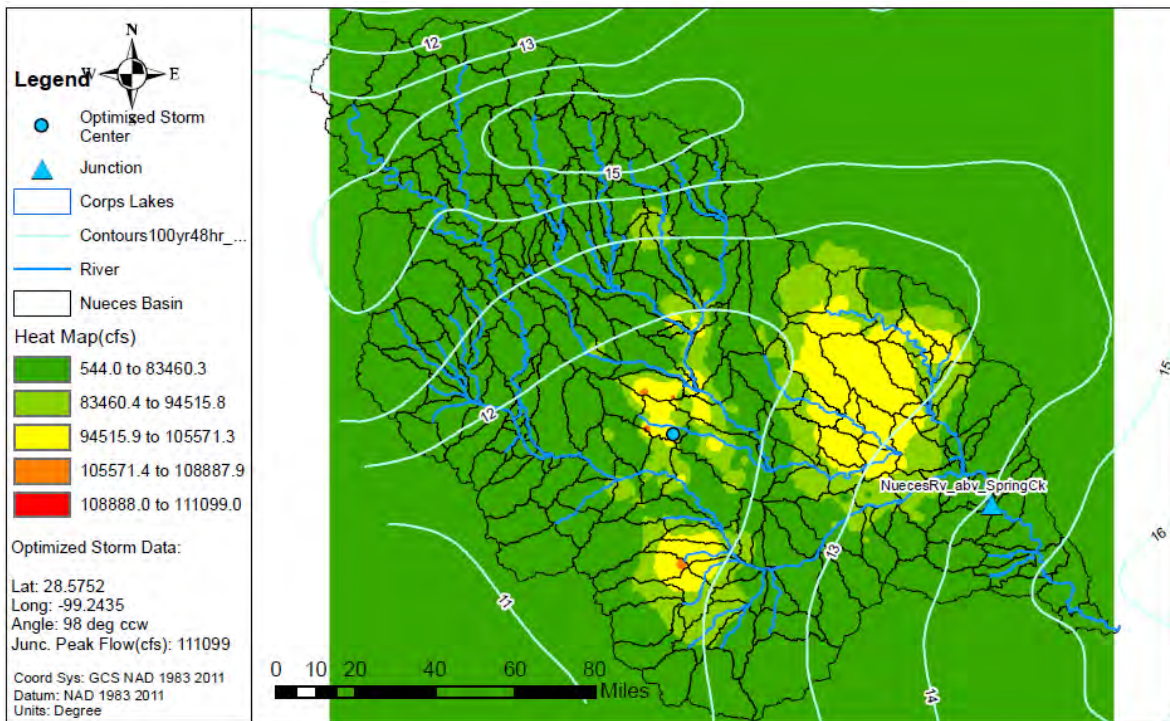 N
W
E
S
Legend
Optimized Storm
Center
Junction
Corps Lakes
Contours100yr48hr_...
River
Nueces Basin
Heat Map(cfs)
544.0 to 83460.3
83460.4 to 94515.8
94515.9 to 105571.3
105571.4 to 108887.9
108888.0 to 111099.0
Optimized Storm Data:
Lat: 28.5752
Long: -99.2435
Angle: 98 deg ccw
Junc. Peak Flow(cfs): 111099
Coord Sys: GCS NAD 1983 2011
Datum: NAD 1983 2011
Units: Degree
12
13
15
15
12
NuecesRv_abv_SpringCk
16
13
11
14
0 10 20 40 60 80
Miles